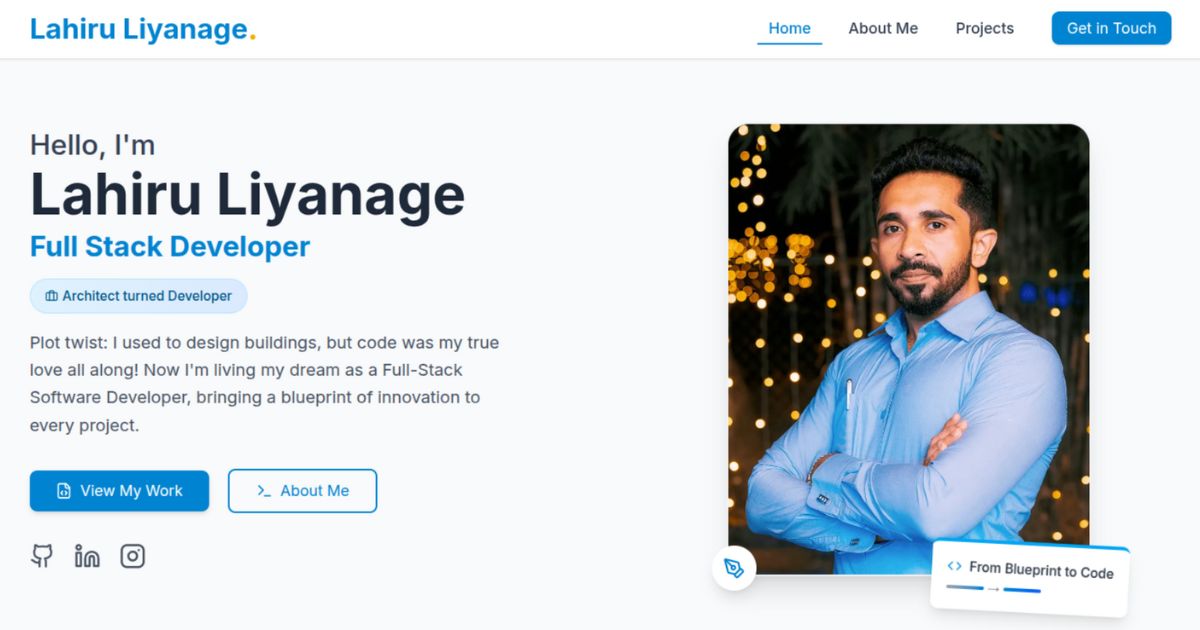 Lahiru Liyanage.
Home
About Me
Projects
Get in Touch
Hello, I'm
Lahiru Liyanage
Full Stack Developer
Architect turned Developer
Plot twist: I used to design buildings, but code was my true
love all along! Now I'm living my dream as a Full-Stack
Software Developer, bringing a blueprint of innovation to
every project.
View My Work
About Me
From Blueprint to Code